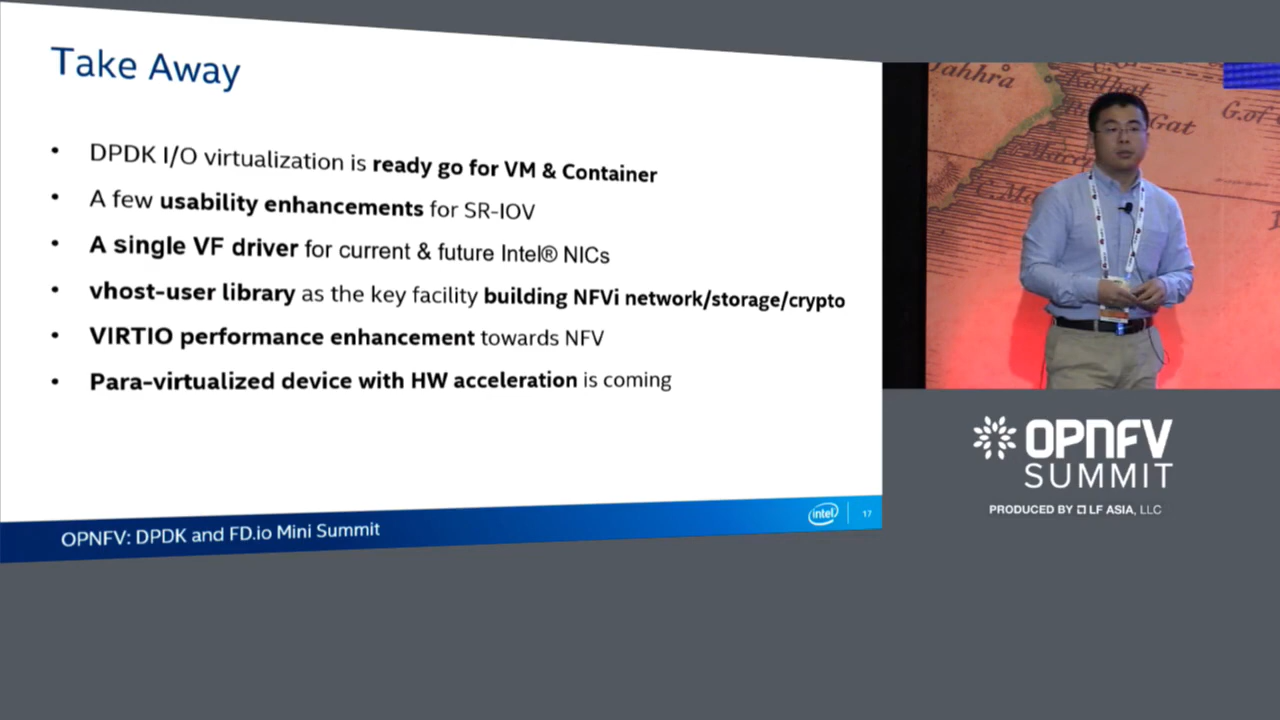 Take Away
• DPDK I/O virtualization is ready go for VM & Container
• A few usability enhancements for SR-IOV
• A single VF driver for current & future Intel® NICs
• vhost-user library as the key facility building NFVi network/storage/crypto
• VIRTIO performance enhancement towards NFV
• Para-virtualized device with HW acceleration is coming
OPNFV: DPDK and FD.io Mini Summit
intel
17
Kalhat
Gat
G.of
OPNFV
SUMMIT
PRODUCED BY LF ASIA, LLC